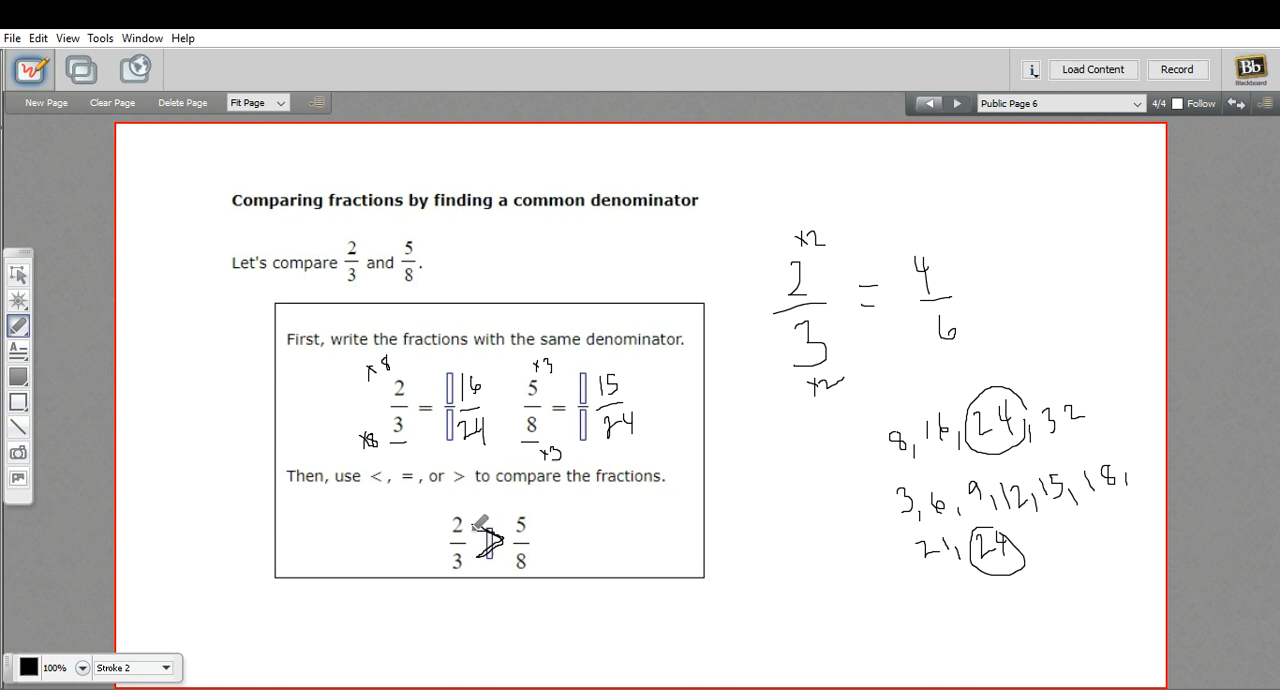 File Edit View Tools Window Help
i Load Content Record Bb Blackboard
New Page Clear Page Delete Page Fit Page Public Page 6 4/4 Follow
Comparing fractions by finding a common denominator
Let's compare 2/3 and 5/8.
First, write the fractions with the same denominator.
×8 ×3
2/3 = 16/24 5/8 = 15/24
×8 ×3
Then, use <, =, or > to compare the fractions.
2/3 > 5/8
×2
2/3 = 4/6
×2
8, 16, 24, 32
3, 6, 9, 12, 15, 18,
21, 24
100% Stroke 2